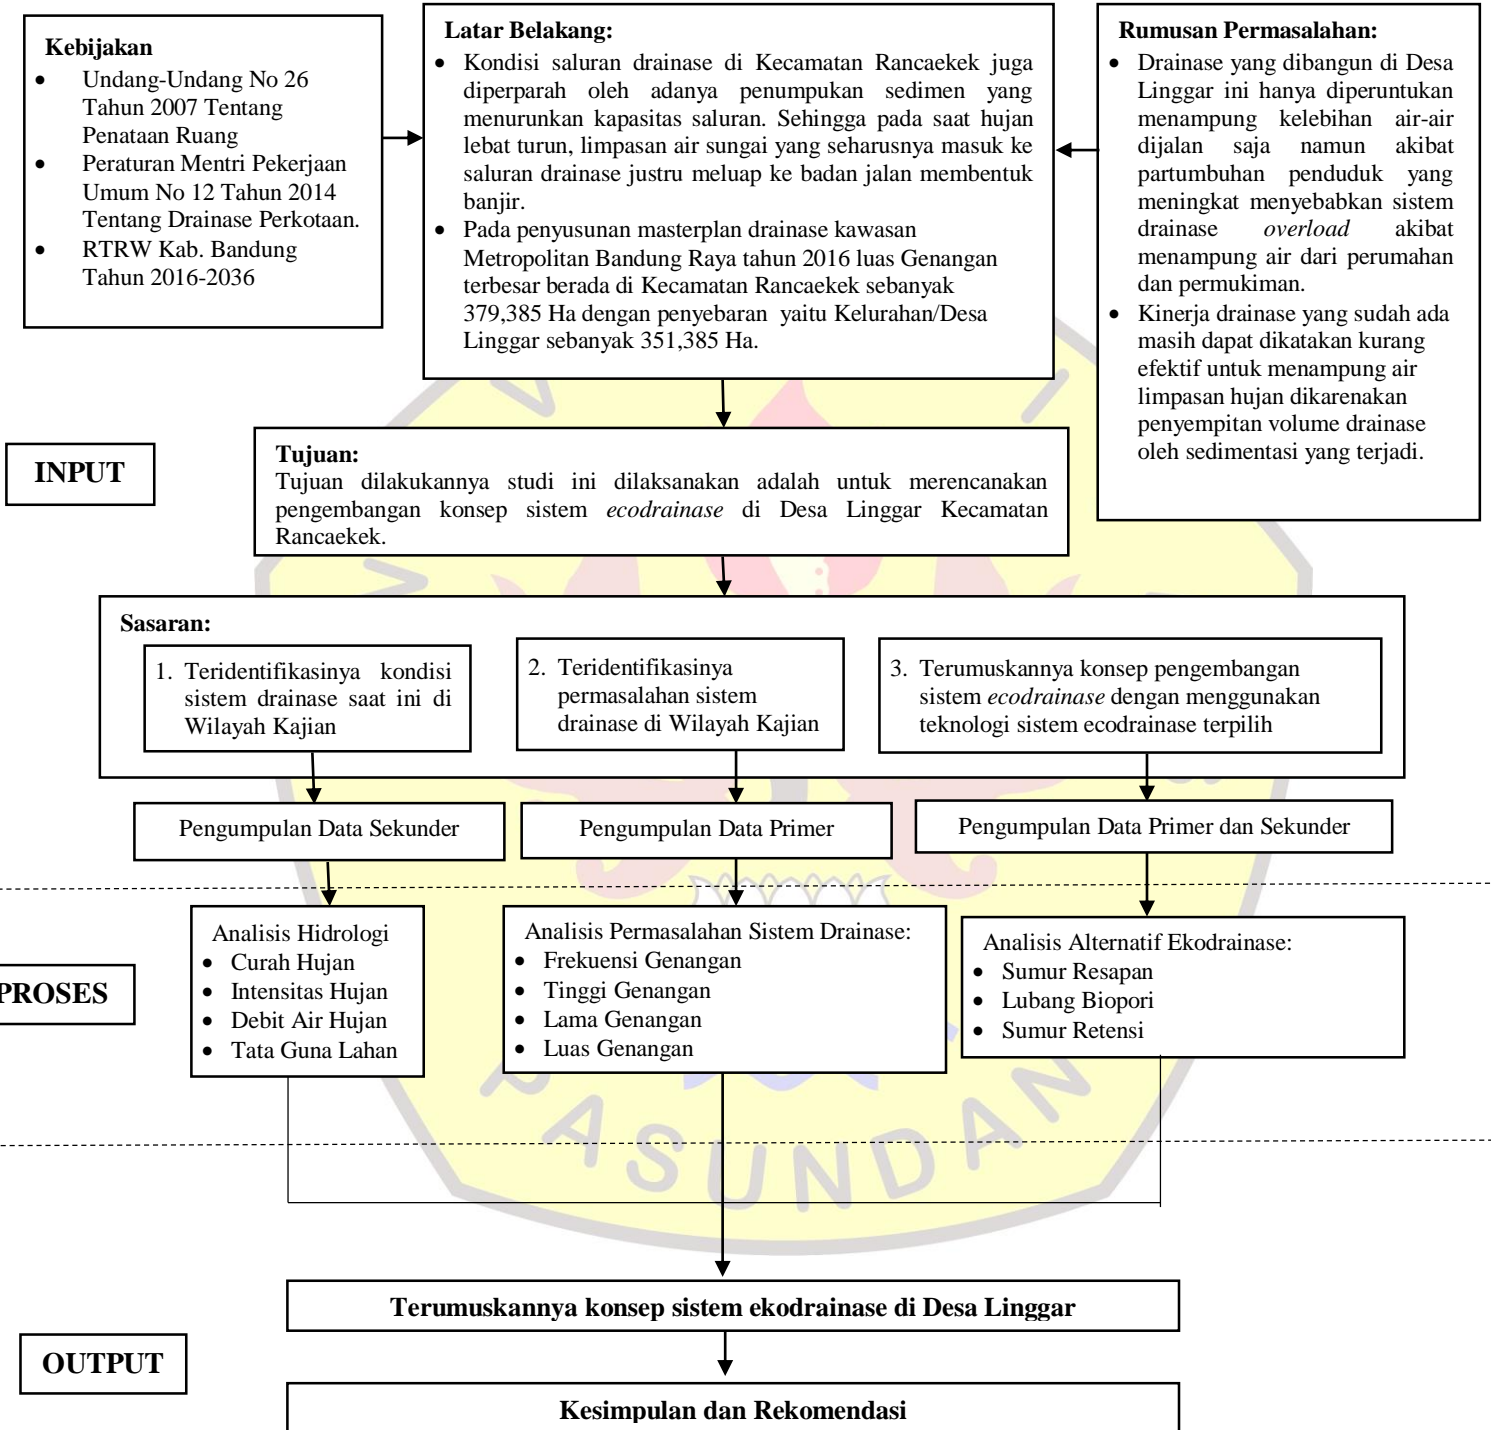 Kebijakan
• Undang-Undang No 26
Tahun 2007 Tentang
Penataan Ruang
• Peraturan Mentri Pekerjaan
Umum No 12 Tahun 2014
Tentang Drainase Perkotaan.
• RTRW Kab. Bandung
Tahun 2016-2036
Latar Belakang:
• Kondisi saluran drainase di Kecamatan Rancaekek juga
diperparah oleh adanya penumpukan sedimen yang
menurunkan kapasitas saluran. Sehingga pada saat hujan
lebat turun, limpasan air sungai yang seharusnya masuk ke
saluran drainase justru meluap ke badan jalan membentuk
banjir.
• Pada penyusunan masterplan drainase kawasan
Metropolitan Bandung Raya tahun 2016 luas Genangan
terbesar berada di Kecamatan Rancaekek sebanyak
379,385 Ha dengan penyebaran yaitu Kelurahan/Desa
Linggar sebanyak 351,385 Ha.
Rumusan Permasalahan:
• Drainase yang dibangun di Desa
Linggar ini hanya diperuntukan
menampung kelebihan air-air
dijalan saja namun akibat
partumbuhan penduduk yang
meningkat menyebabkan sistem
drainase overload akibat
menampung air dari perumahan
dan permukiman.
• Kinerja drainase yang sudah ada
masih dapat dikatakan kurang
efektif untuk menampung air
limpasan hujan dikarenakan
penyempitan volume drainase
oleh sedimentasi yang terjadi.
INPUT
Tujuan:
Tujuan dilakukannya studi ini dilaksanakan adalah untuk merencanakan
pengembangan konsep sistem ecodrainase di Desa Linggar Kecamatan
Rancaekek.
Sasaran:
1. Teridentifikasinya kondisi
sistem drainase saat ini di
Wilayah Kajian
2. Teridentifikasinya
permasalahan sistem
drainase di Wilayah Kajian
3. Terumuskannya konsep pengembangan
sistem ecodrainase dengan menggunakan
teknologi sistem ecodrainase terpilih
Pengumpulan Data Sekunder
Pengumpulan Data Primer
Pengumpulan Data Primer dan Sekunder
PROSES
Analisis Hidrologi
• Curah Hujan
• Intensitas Hujan
• Debit Air Hujan
• Tata Guna Lahan
Analisis Permasalahan Sistem Drainase:
• Frekuensi Genangan
• Tinggi Genangan
• Lama Genangan
• Luas Genangan
Analisis Alternatif Ekodrainase:
• Sumur Resapan
• Lubang Biopori
• Sumur Retensi
PASUNDAN
Terumuskannya konsep sistem ekodrainase di Desa Linggar
OUTPUT
Kesimpulan dan Rekomendasi